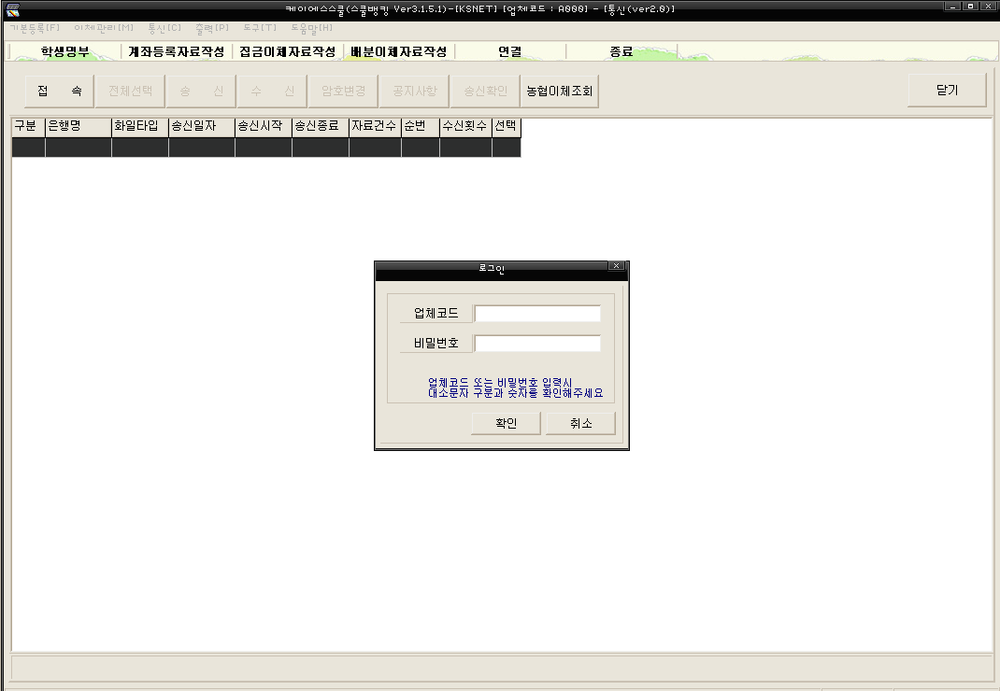 케이에스스쿨(스쿨뱅킹 Ver3.1.5.1)-[KSNET] [업체코드 : A000] - [통신(ver2.0)]
기본등록[F] 이체관리[M] 통신[C] 출력[P] 도구[T] 도움말[H]
학생명부 계좌등록자료작성 집금이체자료작성 배분이체자료작성 연결 종료
접 속 전체선택 송 신 수 신 암호변경 공지사항 송신확인 농협이체조회 닫기
구분 은행명 화일타입 송신일자 송신시작 송신종료 자료건수 순번 수신횟수 선택
로그인
업체코드
비밀번호
업체코드 또는 비밀번호 입력시
대소문자 구분과 숫자를 확인해주세요
확인 취소